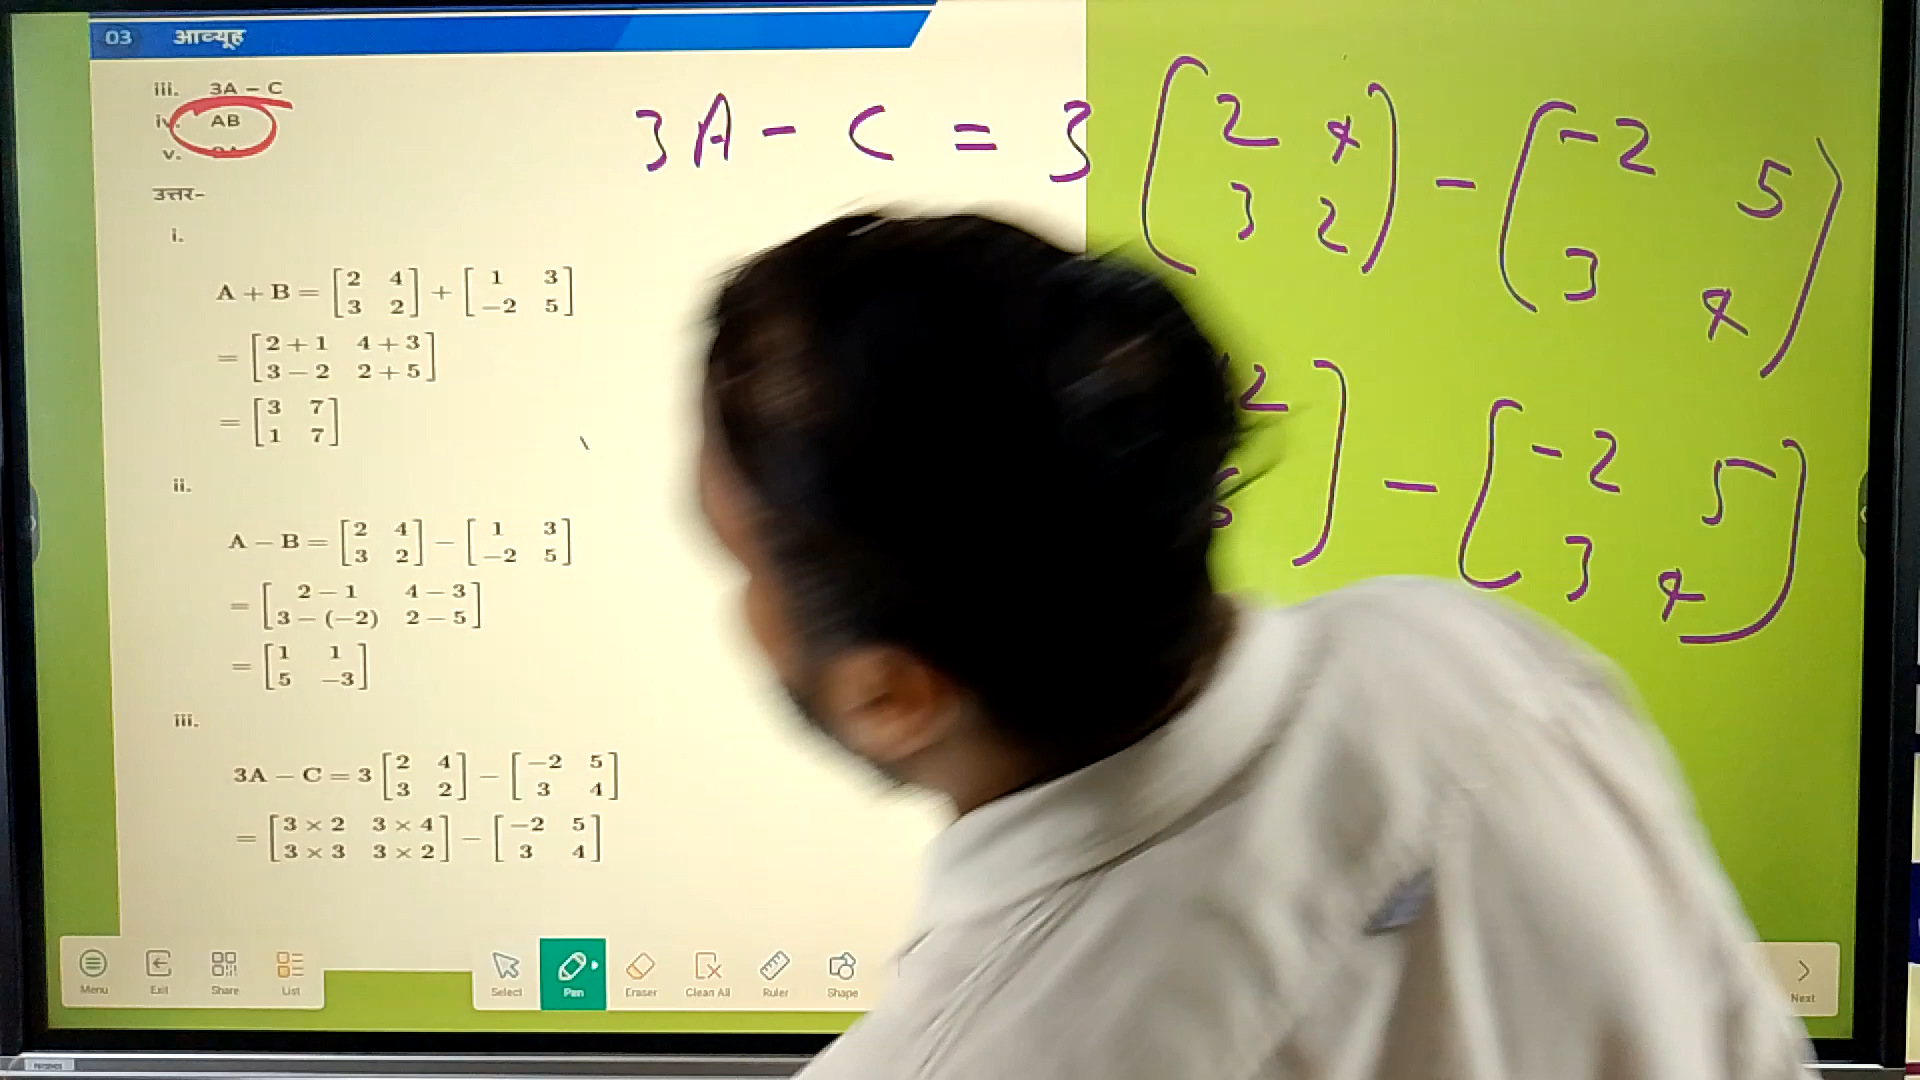 03 आव्यूह
iii. 3A – C
iv. AB
v.
उत्तर-
i.
A + B = [2 4] + [1 3]
[3 2] [–2 5]
= [2 + 1 4 + 3]
[3 – 2 2 + 5]
= [3 7]
[1 7]
ii.
A – B = [2 4] – [1 3]
[3 2] [–2 5]
= [2 – 1 4 – 3]
[3 – (–2) 2 – 5]
= [1 1]
[5 –3]
iii.
3A – C = 3 [2 4] – [–2 5]
[3 2] [3 4]
= [3 × 2 3 × 4] – [–2 5]
[3 × 3 3 × 2] [3 4]
3A – C = 3 (2 4) – (–2 5)
(3 2) (3 4)
2] – [–2 5]
[3 4]
Menu Exit Share List Select Pen Eraser Clean All Ruler Shape Next